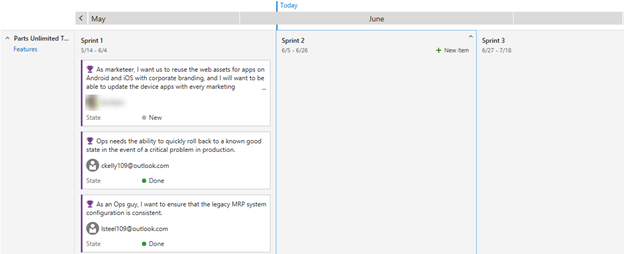 Today
May
June
Parts Unlimited T...
Features
Sprint 1
5/14 - 6/4
Sprint 2
6/5 - 6/26
New item
Sprint 3
6/27 - 7/18
As marketeer, I want us to reuse the web assets for apps on
Android and iOS with corporate branding, and I will want to be
able to update the device apps with every marketing
...
State New
Ops needs the ability to quickly roll back to a known good
state in the event of a critical problem in production.
ckelly109@outlook.com
State Done
As an Ops guy, I want to ensure that the legacy MRP system
configuration is consistent.
lsteel109@outlook.com
State Done